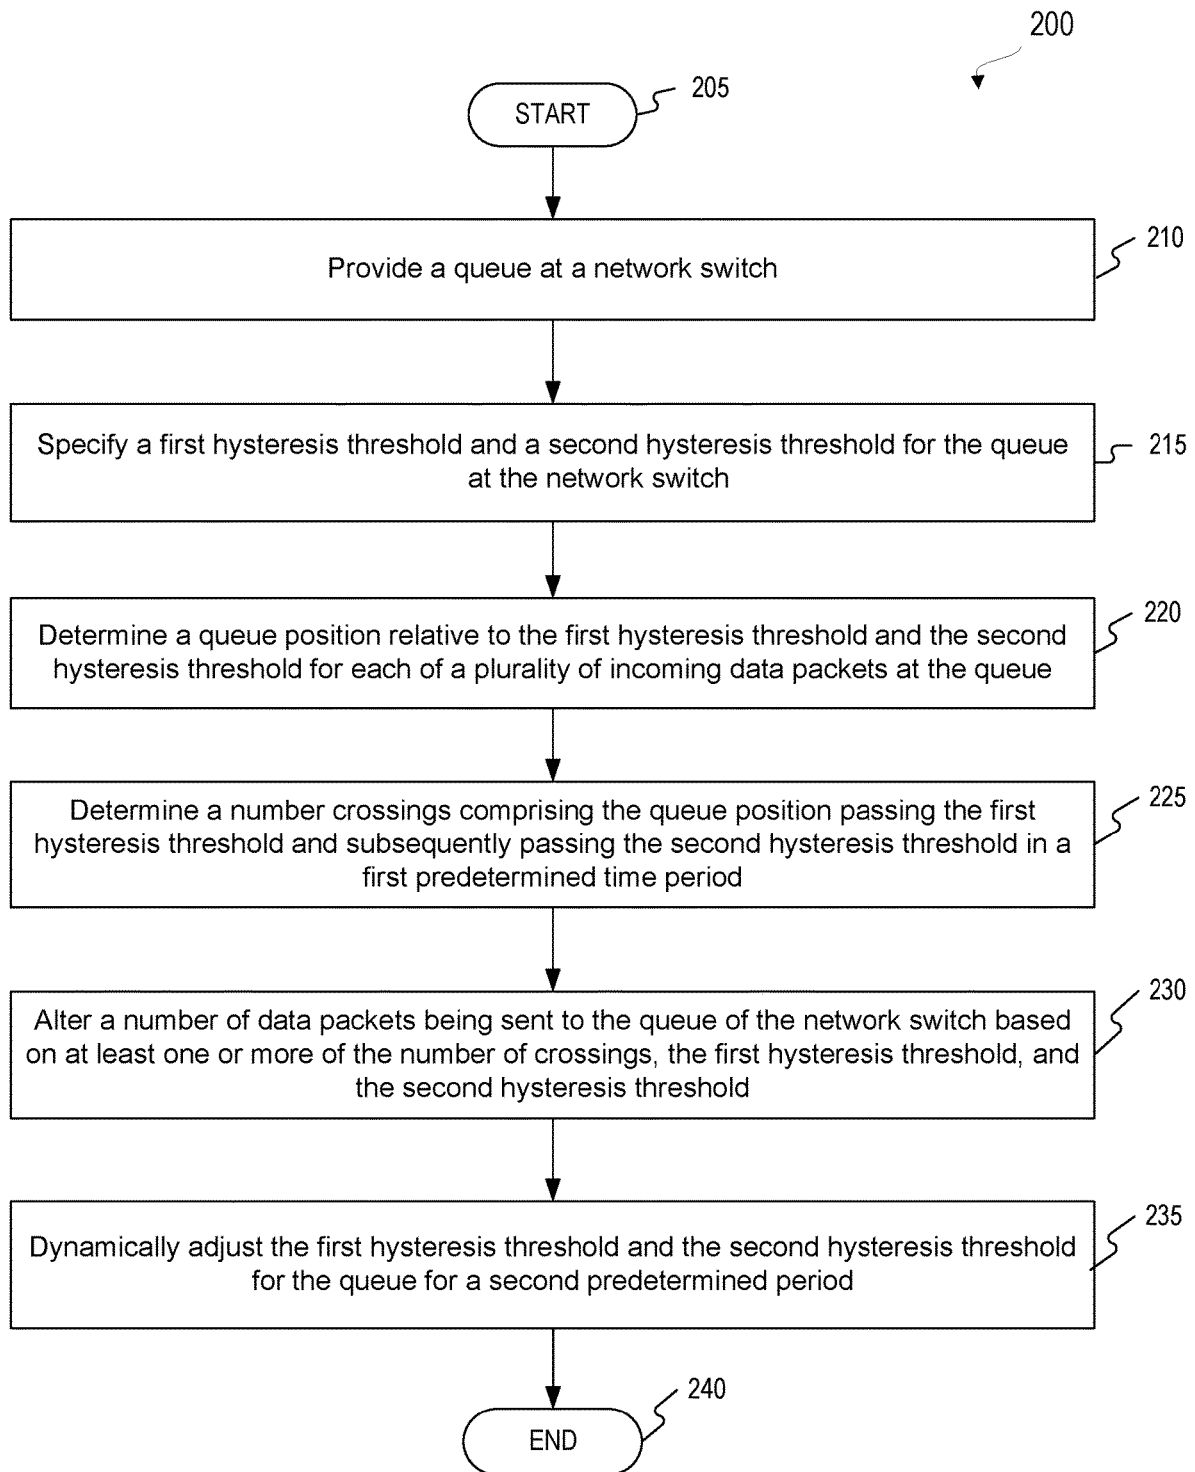 200
START
205
Provide a queue at a network switch
210
Specify a first hysteresis threshold and a second hysteresis threshold for the queue
at the network switch
215
Determine a queue position relative to the first hysteresis threshold and the second
hysteresis threshold for each of a plurality of incoming data packets at the queue
220
Determine a number crossings comprising the queue position passing the first
hysteresis threshold and subsequently passing the second hysteresis threshold in a
first predetermined time period
225
Alter a number of data packets being sent to the queue of the network switch based
on at least one or more of the number of crossings, the first hysteresis threshold, and
the second hysteresis threshold
230
Dynamically adjust the first hysteresis threshold and the second hysteresis threshold
for the queue for a second predetermined period
235
END
240